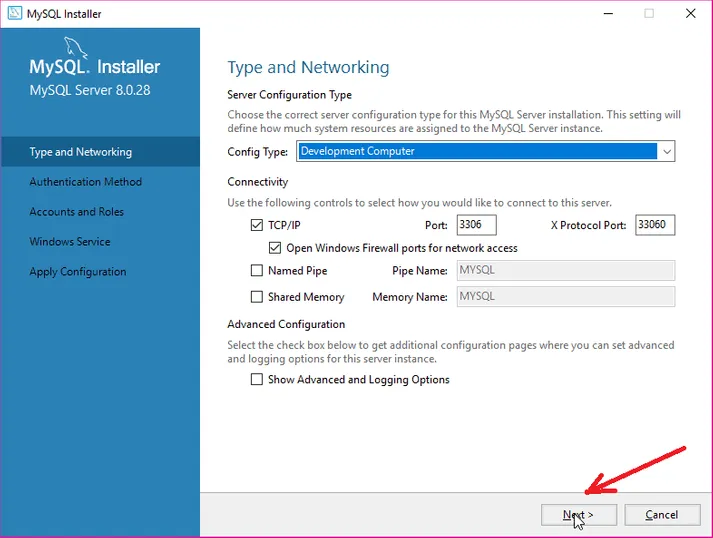 MySQL Installer
MySQL. Installer
MySQL Server 8.0.28
Type and Networking
Authentication Method
Accounts and Roles
Windows Service
Apply Configuration
Type and Networking
Server Configuration Type
Choose the correct server configuration type for this MySQL Server installation. This setting will
define how much system resources are assigned to the MySQL Server instance.
Config Type: Development Computer
Connectivity
Use the following controls to select how you would like to connect to this server.
TCP/IP Port: 3306 X Protocol Port: 33060
Open Windows Firewall ports for network access
Named Pipe Pipe Name: MYSQL
Shared Memory Memory Name: MYSQL
Advanced Configuration
Select the check box below to get additional configuration pages where you can set advanced
and logging options for this server instance.
Show Advanced and Logging Options
Next > Cancel